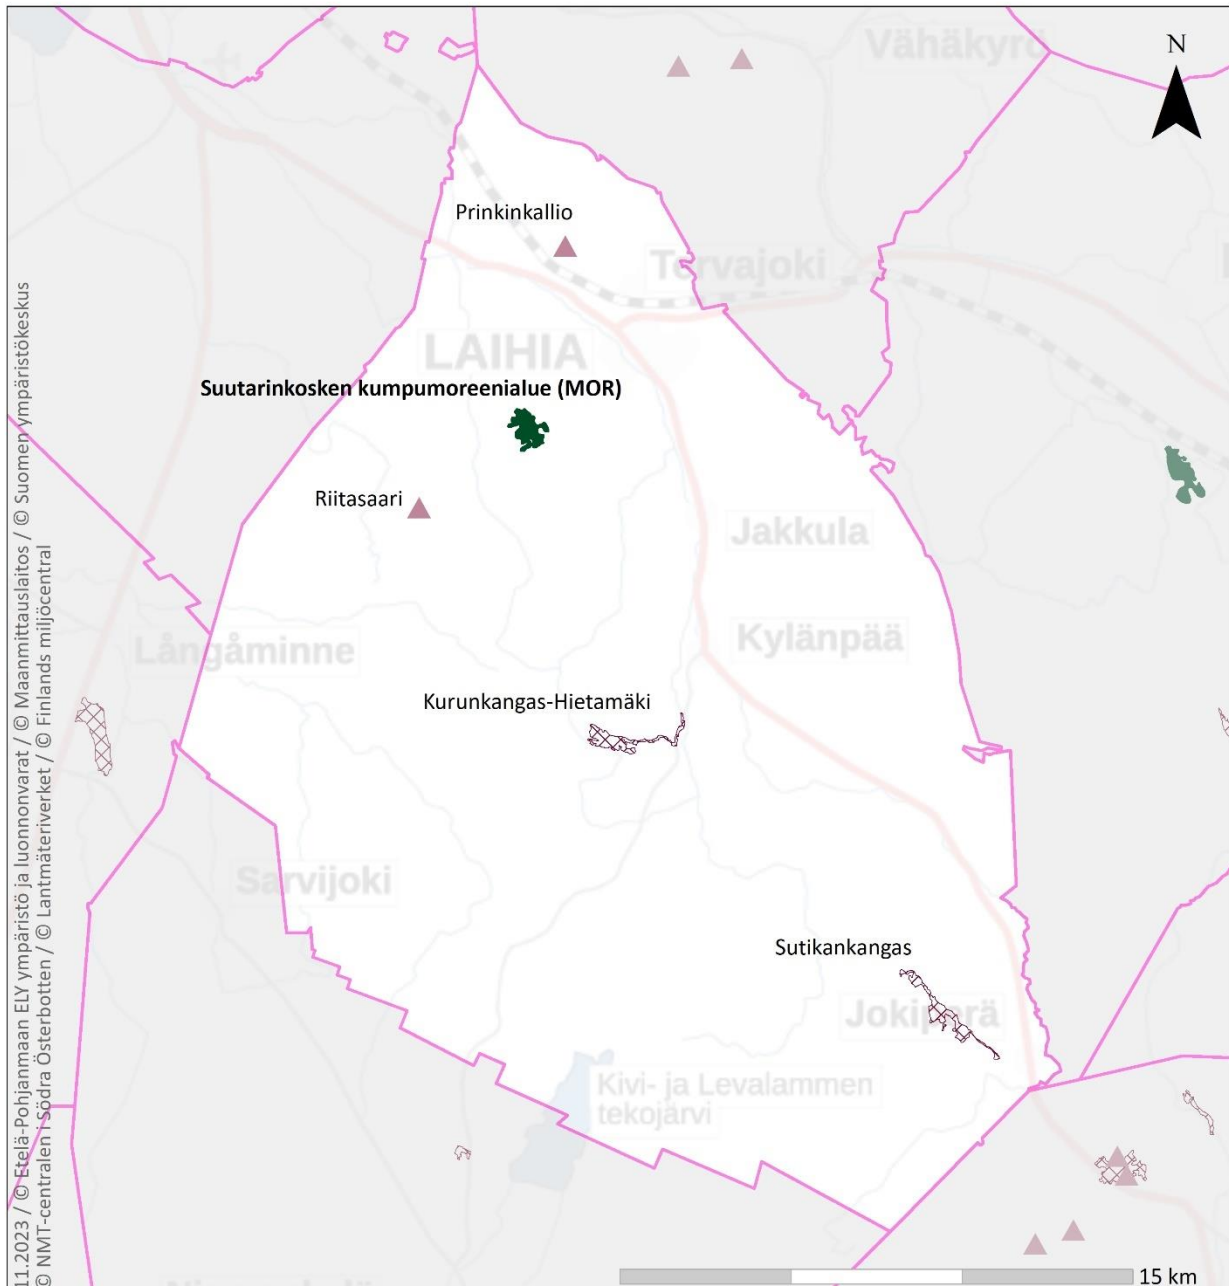 Vähäkyrö
N
Prinkinkallio
Tervajoki
LAIHIA
Suutarinkosken kumpumoreenialue (MOR)
Riitasaari
Jakkula
Kylänpää
Långåminne
Kurunkangas-Hietamäki
Sarvijoki
Sutikankangas
Jokiperä
Kivi- ja Levalammen
tekojärvi
15 km
11.2023 / © Etelä-Pohjanmaan ELY ympäristö ja luonnonvarat / © Maanmittauslaitos / © Suomen ympäristökeskus
© NMT-centralen i Södra Österbotten / © Lantmäteriverket / © Finlands miljöcentral